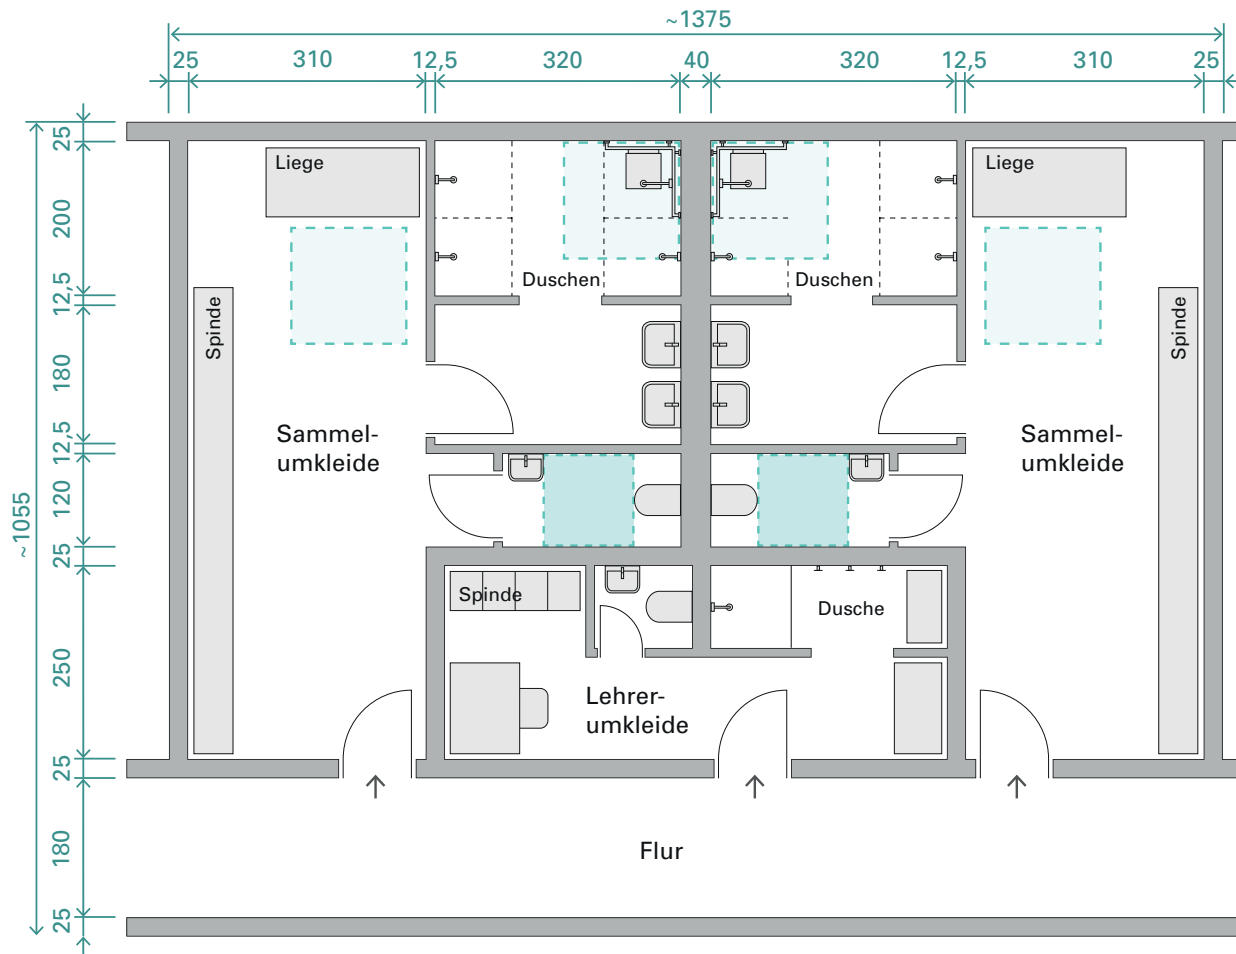 ~1375
25
310
12,5
320
40
320
12,5
310
25
25
200
12,5
180
12,5
120
25
250
25
180
25
~1055
Liege
Liege
Duschen
Duschen
Spinde
Spinde
Sammel-
umkleide
Sammel-
umkleide
Spinde
Dusche
Lehrer-
umkleide
Flur